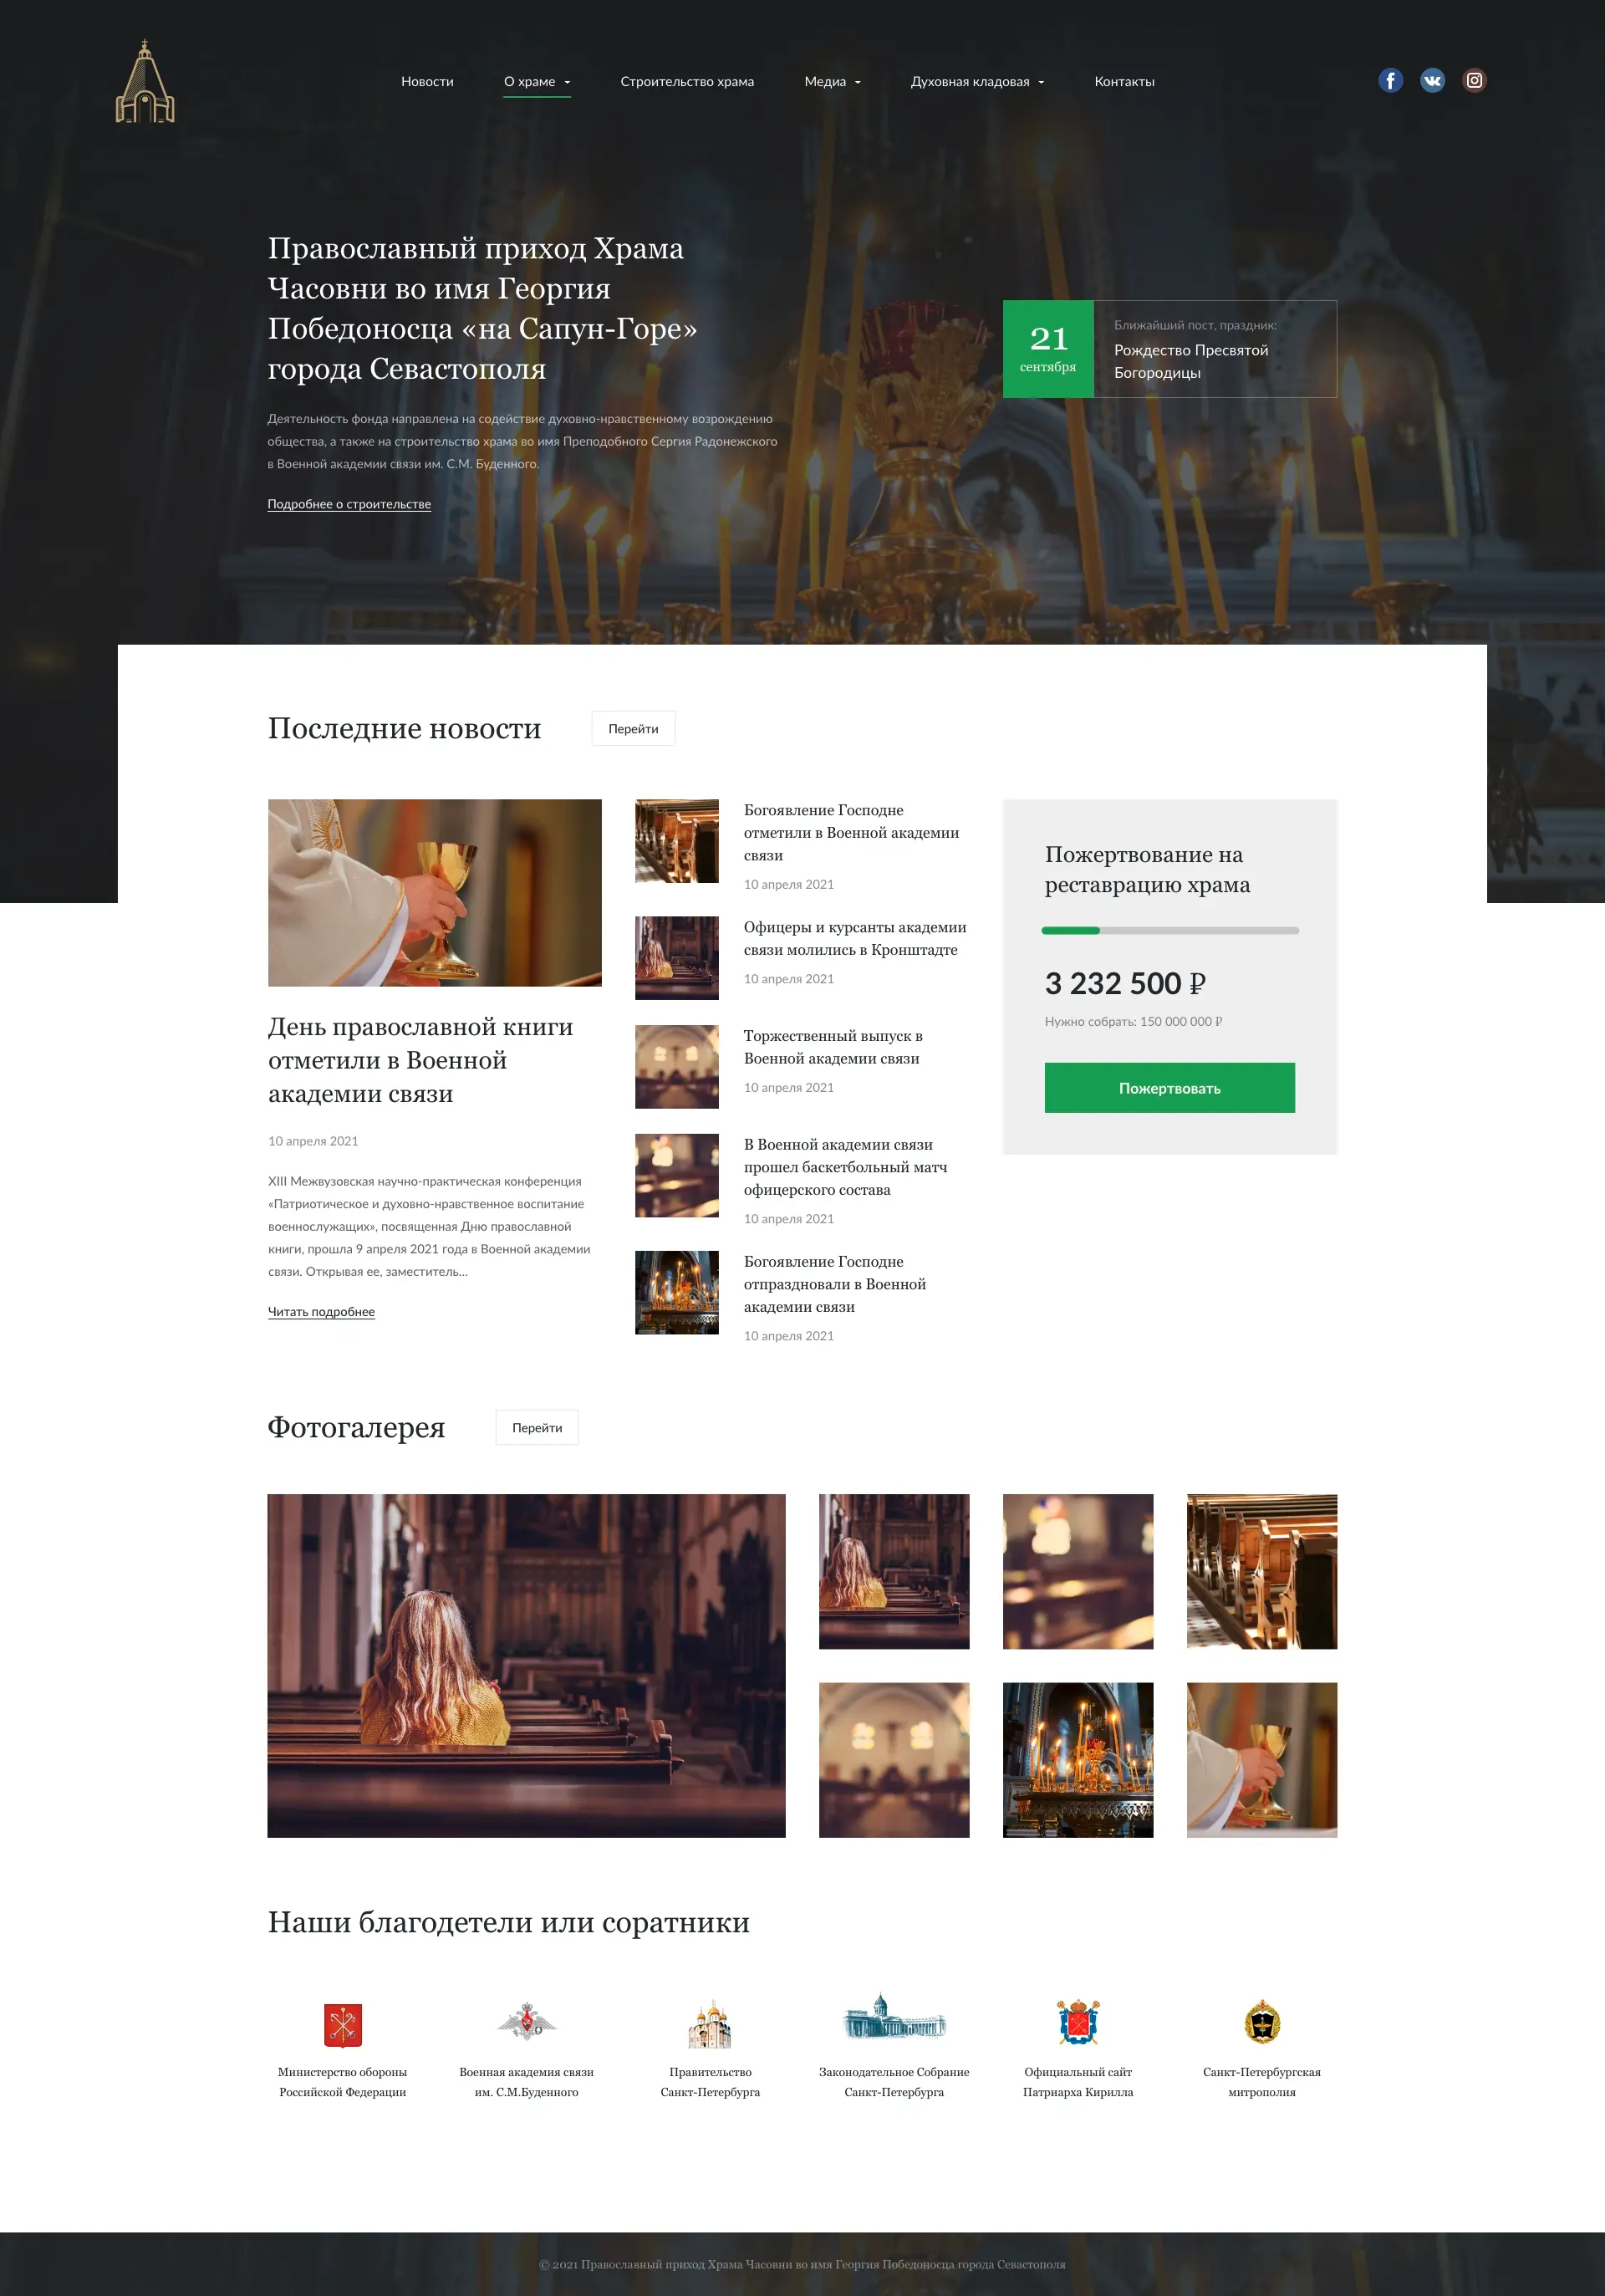 Новости
О храме
Строительство храма
Медиа
Духовная кладовая
Контакты
Православный приход Храма
Часовни во имя Георгия
Победоносца «на Сапун-Горе»
города Севастополя
Деятельность фонда направлена на содействие духовно-нравственному возрождению
общества, а также на строительство храма во имя Преподобного Сергия Радонежского
в Военной академии связи им. С.М. Буденного.
Подробнее о строительстве
21
сентября
Ближайший пост, праздник:
Рождество Пресвятой
Богородицы
Последние новости
Перейти
День православной книги
отметили в Военной
академии связи
10 апреля 2021
XIII Межвузовская научно-практическая конференция
«Патриотическое и духовно-нравственное воспитание
военнослужащих», посвященная Дню православной
книги, прошла 9 апреля 2021 года в Военной академии
связи. Открывая ее, заместитель...
Читать подробнее
Богоявление Господне
отметили в Военной академии
связи
10 апреля 2021
Офицеры и курсанты академии
связи молились в Кронштадте
10 апреля 2021
Торжественный выпуск в
Военной академии связи
10 апреля 2021
В Военной академии связи
прошел баскетбольный матч
офицерского состава
10 апреля 2021
Богоявление Господне
отпраздновали в Военной
академии связи
10 апреля 2021
Пожертвование на
реставрацию храма
3 232 500 ₽
Нужно собрать: 150 000 000 ₽
Пожертвовать
Фотогалерея
Перейти
Наши благодетели или соратники
Министерство обороны
Российской Федерации
Военная академия связи
им. С.М.Буденного
Правительство
Санкт-Петербурга
Законодательное Собрание
Санкт-Петербурга
Официальный сайт
Патриарха Кирилла
Санкт-Петербургская
митрополия
© 2021 Православный приход Храма Часовни во имя Георгия Победоносца города Севастополя